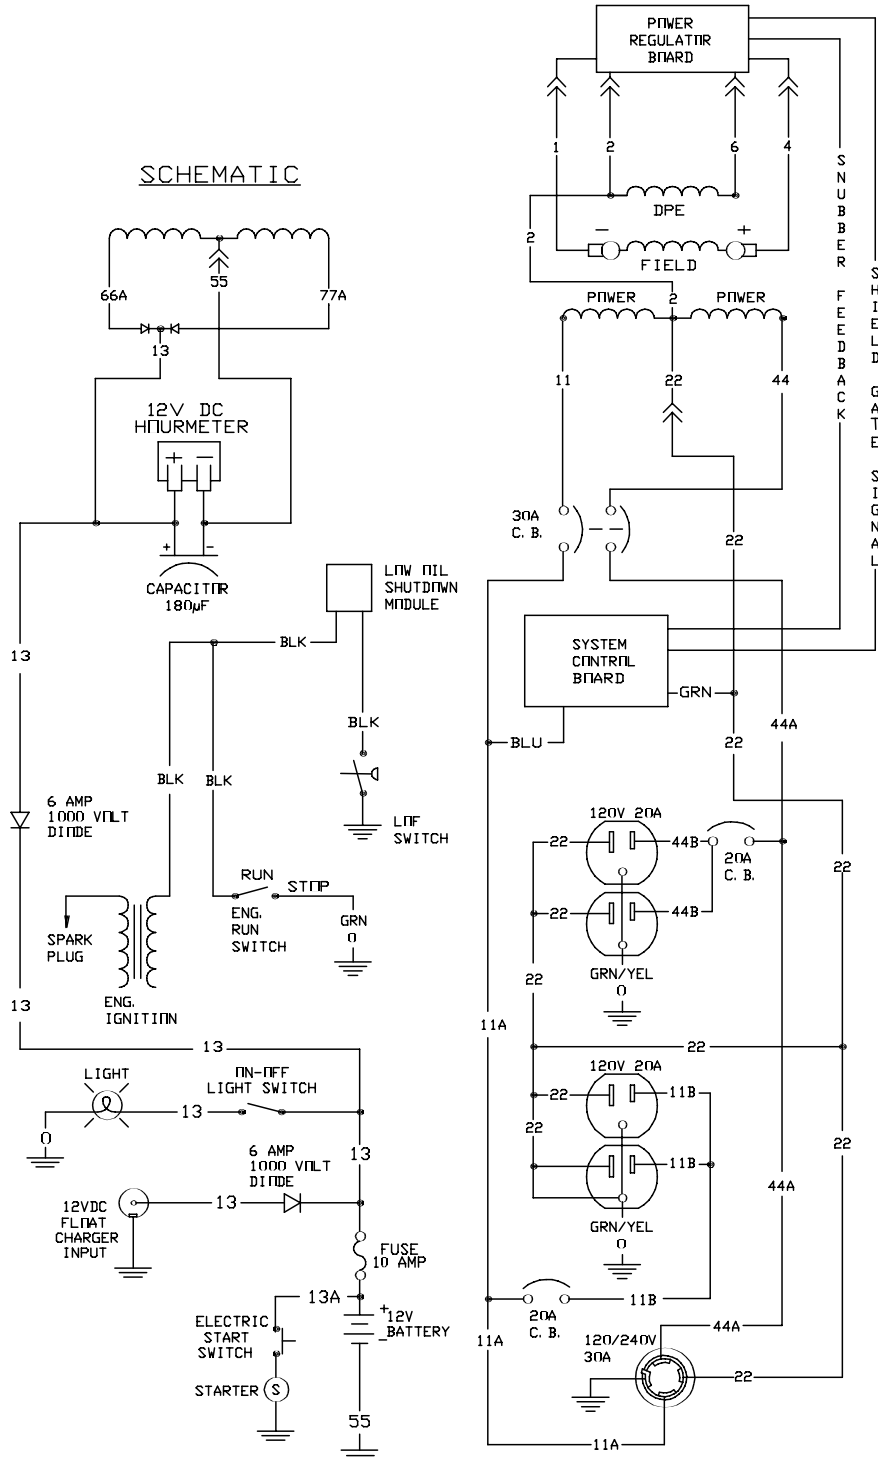 SCHEMATIC
66A
55
77A
13
12V DC
HOURMETER
+ -
+ -
CAPACITOR
180µF
LOW OIL
SHUTDOWN
MODULE
BLK
13
BLK
BLK
BLK
LOF
SWITCH
6 AMP
1000 VOLT
DIODE
RUN
STOP
ENG.
RUN
SWITCH
GRN
0
SPARK
PLUG
ENG.
IGNITION
13
13
LIGHT
ON-OFF
LIGHT SWITCH
13
0
13
6 AMP
1000 VOLT
DIODE
12VDC
FLOAT
CHARGER
INPUT
13
FUSE
10 AMP
13A
ELECTRIC
START
SWITCH
+
12V
BATTERY
-
STARTER
S
55
POWER
REGULATOR
BOARD
1
2
6
4
DPE
2
- +
FIELD
SNUBBER FEEDBACK
SHIELD GATE SIGNAL
POWER
2
POWER
11
22
44
30A
C. B.
22
SYSTEM
CONTROL
BOARD
GRN
44A
BLU
22
120V 20A
22
44B
20A
C. B.
22
22
44B
GRN/YEL
0
22
11A
22
120V 20A
22
11B
22
22
11B
44A
GRN/YEL
0
11B
20A
C. B.
11A
44A
120/240V
30A
22
11A